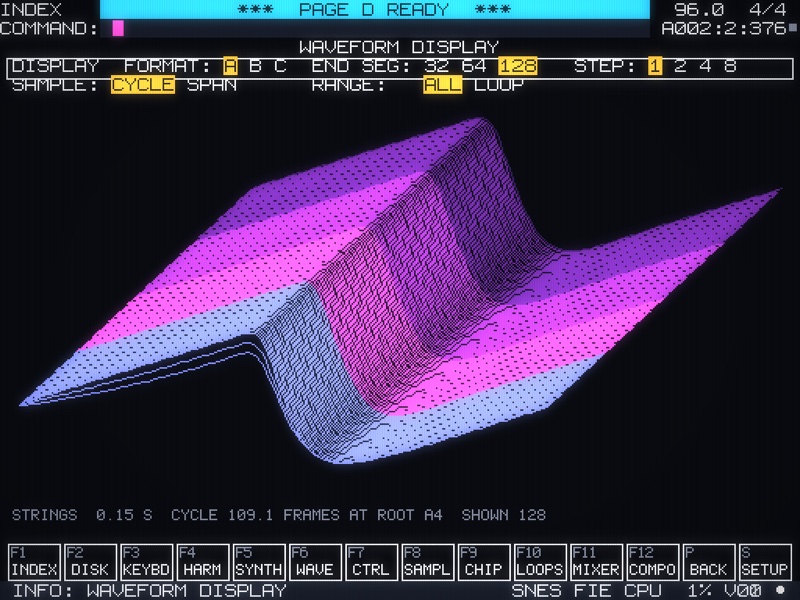 INDEX *** PAGE D READY *** 96.0 4/4
COMMAND: A002:2:376
WAVEFORM DISPLAY
DISPLAY FORMAT: A B C END SEG: 32 64 128 STEP: 1 2 4 8
SAMPLE: CYCLE SPAN RANGE: ALL LOOP
STRINGS 0.15 S CYCLE 109.1 FRAMES AT ROOT A4 SHOWN 128
F1 F2 F3 F4 F5 F6 F7 F8 F9 F10 F11 F12 P S
INDEX DISK KEYBD HARM SYNTH WAVE CTRL SAMPL CHIP LOOPS MIXER COMPO BACK SETUP
INFO: WAVEFORM DISPLAY SNES FIE CPU 1% V00